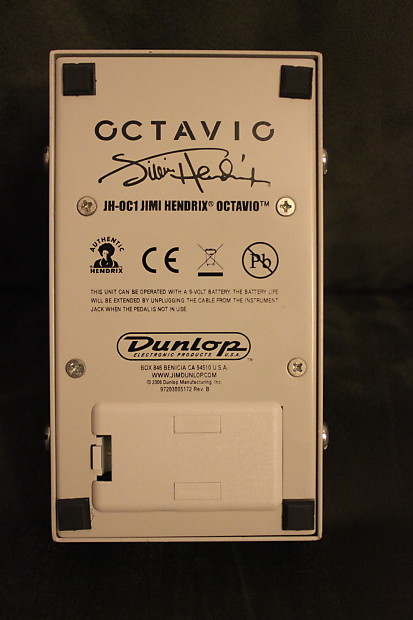 OCTAVIO
Jimi Hendrix
JH-OC1 JIMI HENDRIX® OCTAVIO™
AUTHENTIC
HENDRIX
CE
Pb
THIS UNIT CAN BE OPERATED WITH A 9-VOLT BATTERY. THE BATTERY LIFE
WILL BE EXTENDED BY UNPLUGGING THE CABLE FROM THE INSTRUMENT
JACK WHEN THE PEDAL IS NOT IN USE.
DUNLOP™
ELECTRONIC PRODUCTS U.S.A.
BOX 846 BENICIA CA 94510 U.S.A.
WWW.JIMDUNLOP.COM
© 2006 Dunlop Manufacturing, Inc.
97203005172 Rev. B